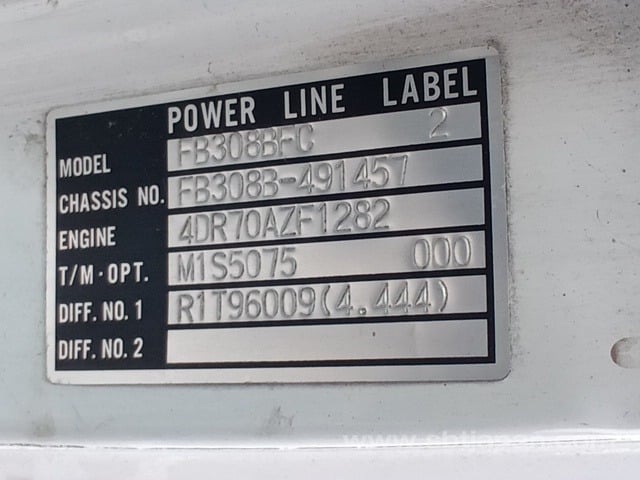 POWER LINE LABEL
MODEL FB308BFC 2
CHASSIS NO. FB308B-491457
ENGINE 4DR70AZF1282
T/M·OPT. M1S5075 000
DIFF. NO. 1 R1T96009(4.444)
DIFF. NO. 2